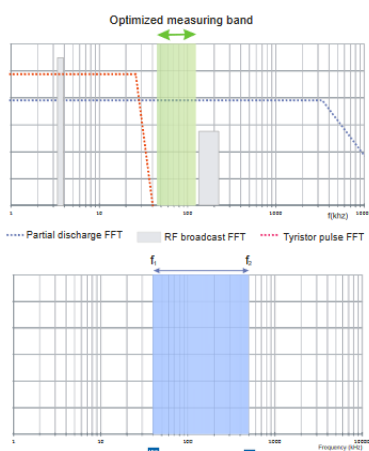 Optimized measuring band
1 10 100 1000 10000
f(khz)
Partial discharge FFT RF broadcast FFT Tyristor pulse FFT
f₁ f₂
1 10 100 1000 10000
Frequency (kHz)